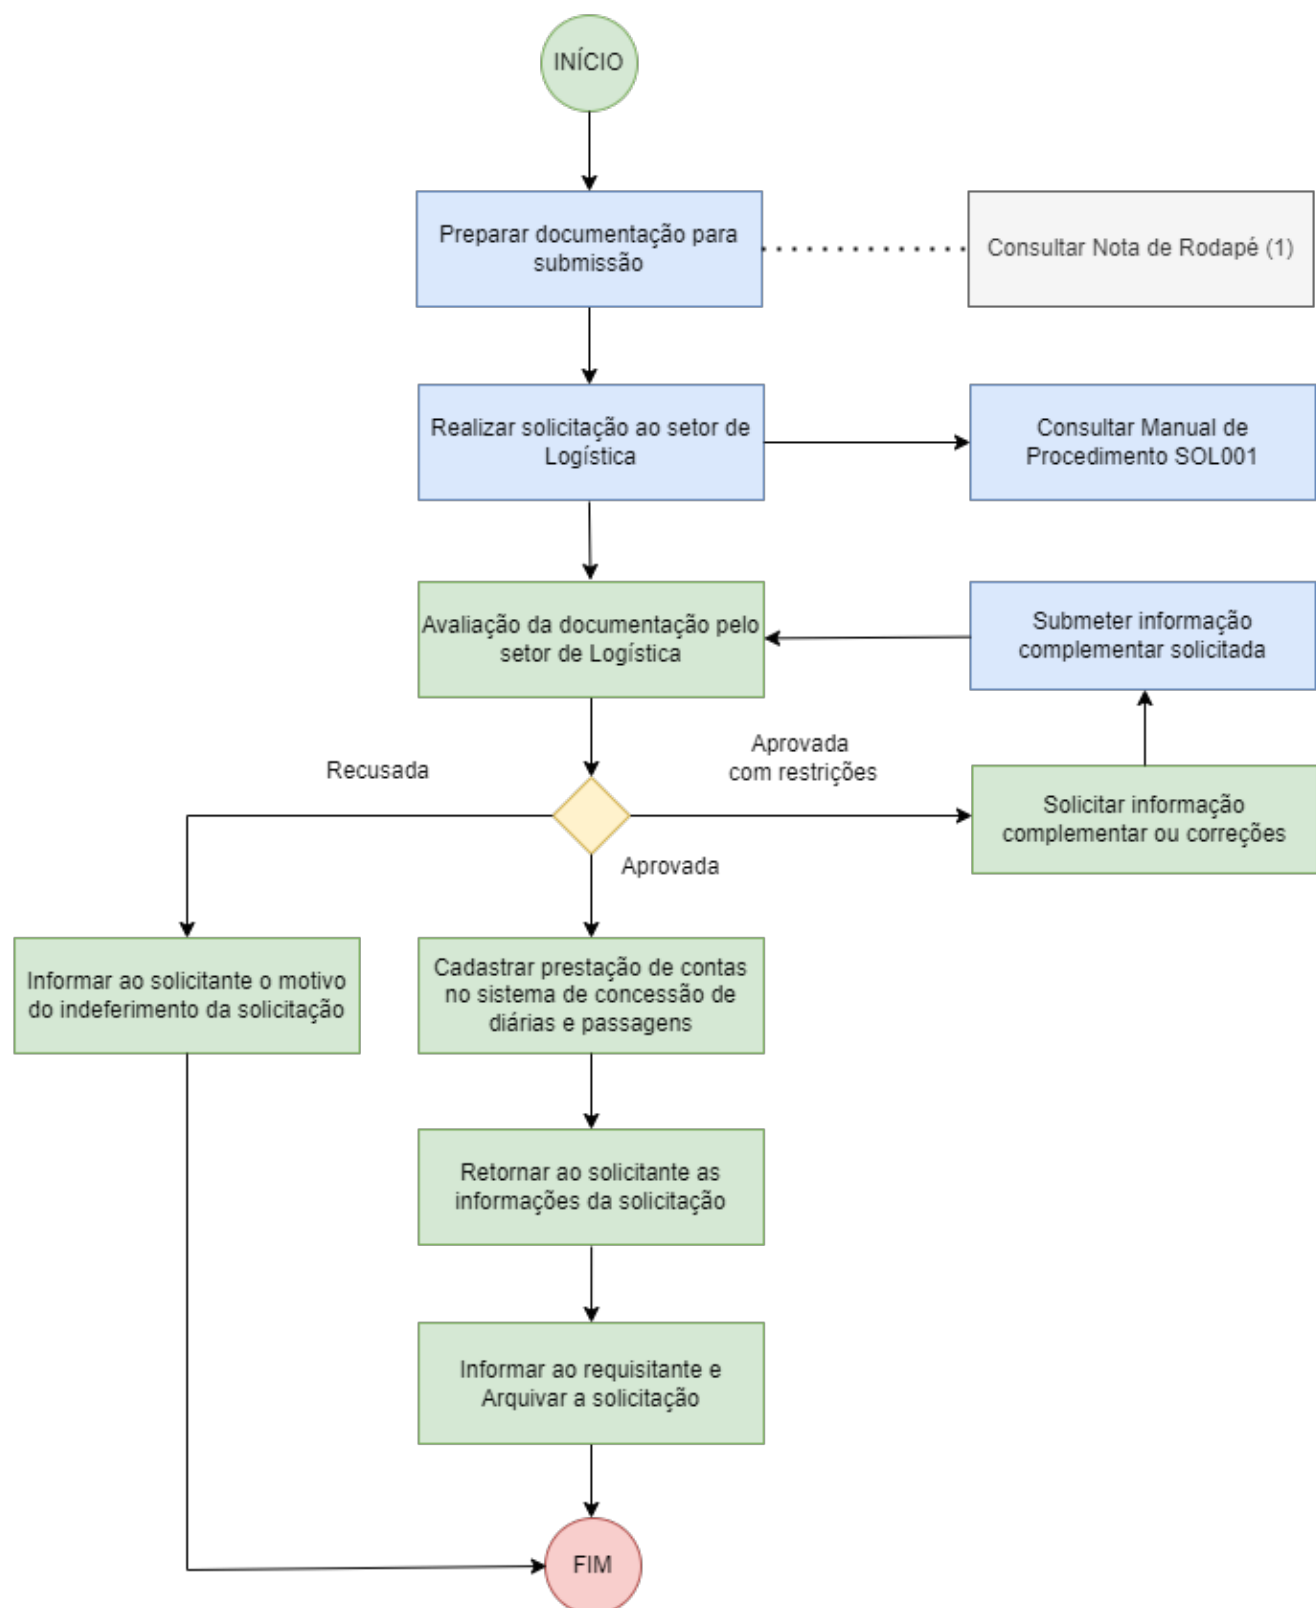 INÍCIO
Preparar documentação para
submissão
Consultar Nota de Rodapé (1)
Realizar solicitação ao setor de
Logística
Consultar Manual de
Procedimento SOL001
Avaliação da documentação pelo
setor de Logística
Submeter informação
complementar solicitada
Recusada
Aprovada
com restrições
Solicitar informação
complementar ou correções
Aprovada
Informar ao solicitante o motivo
do indeferimento da solicitação
Cadastrar prestação de contas
no sistema de concessão de
diárias e passagens
Retornar ao solicitante as
informações da solicitação
Informar ao requisitante e
Arquivar a solicitação
FIM